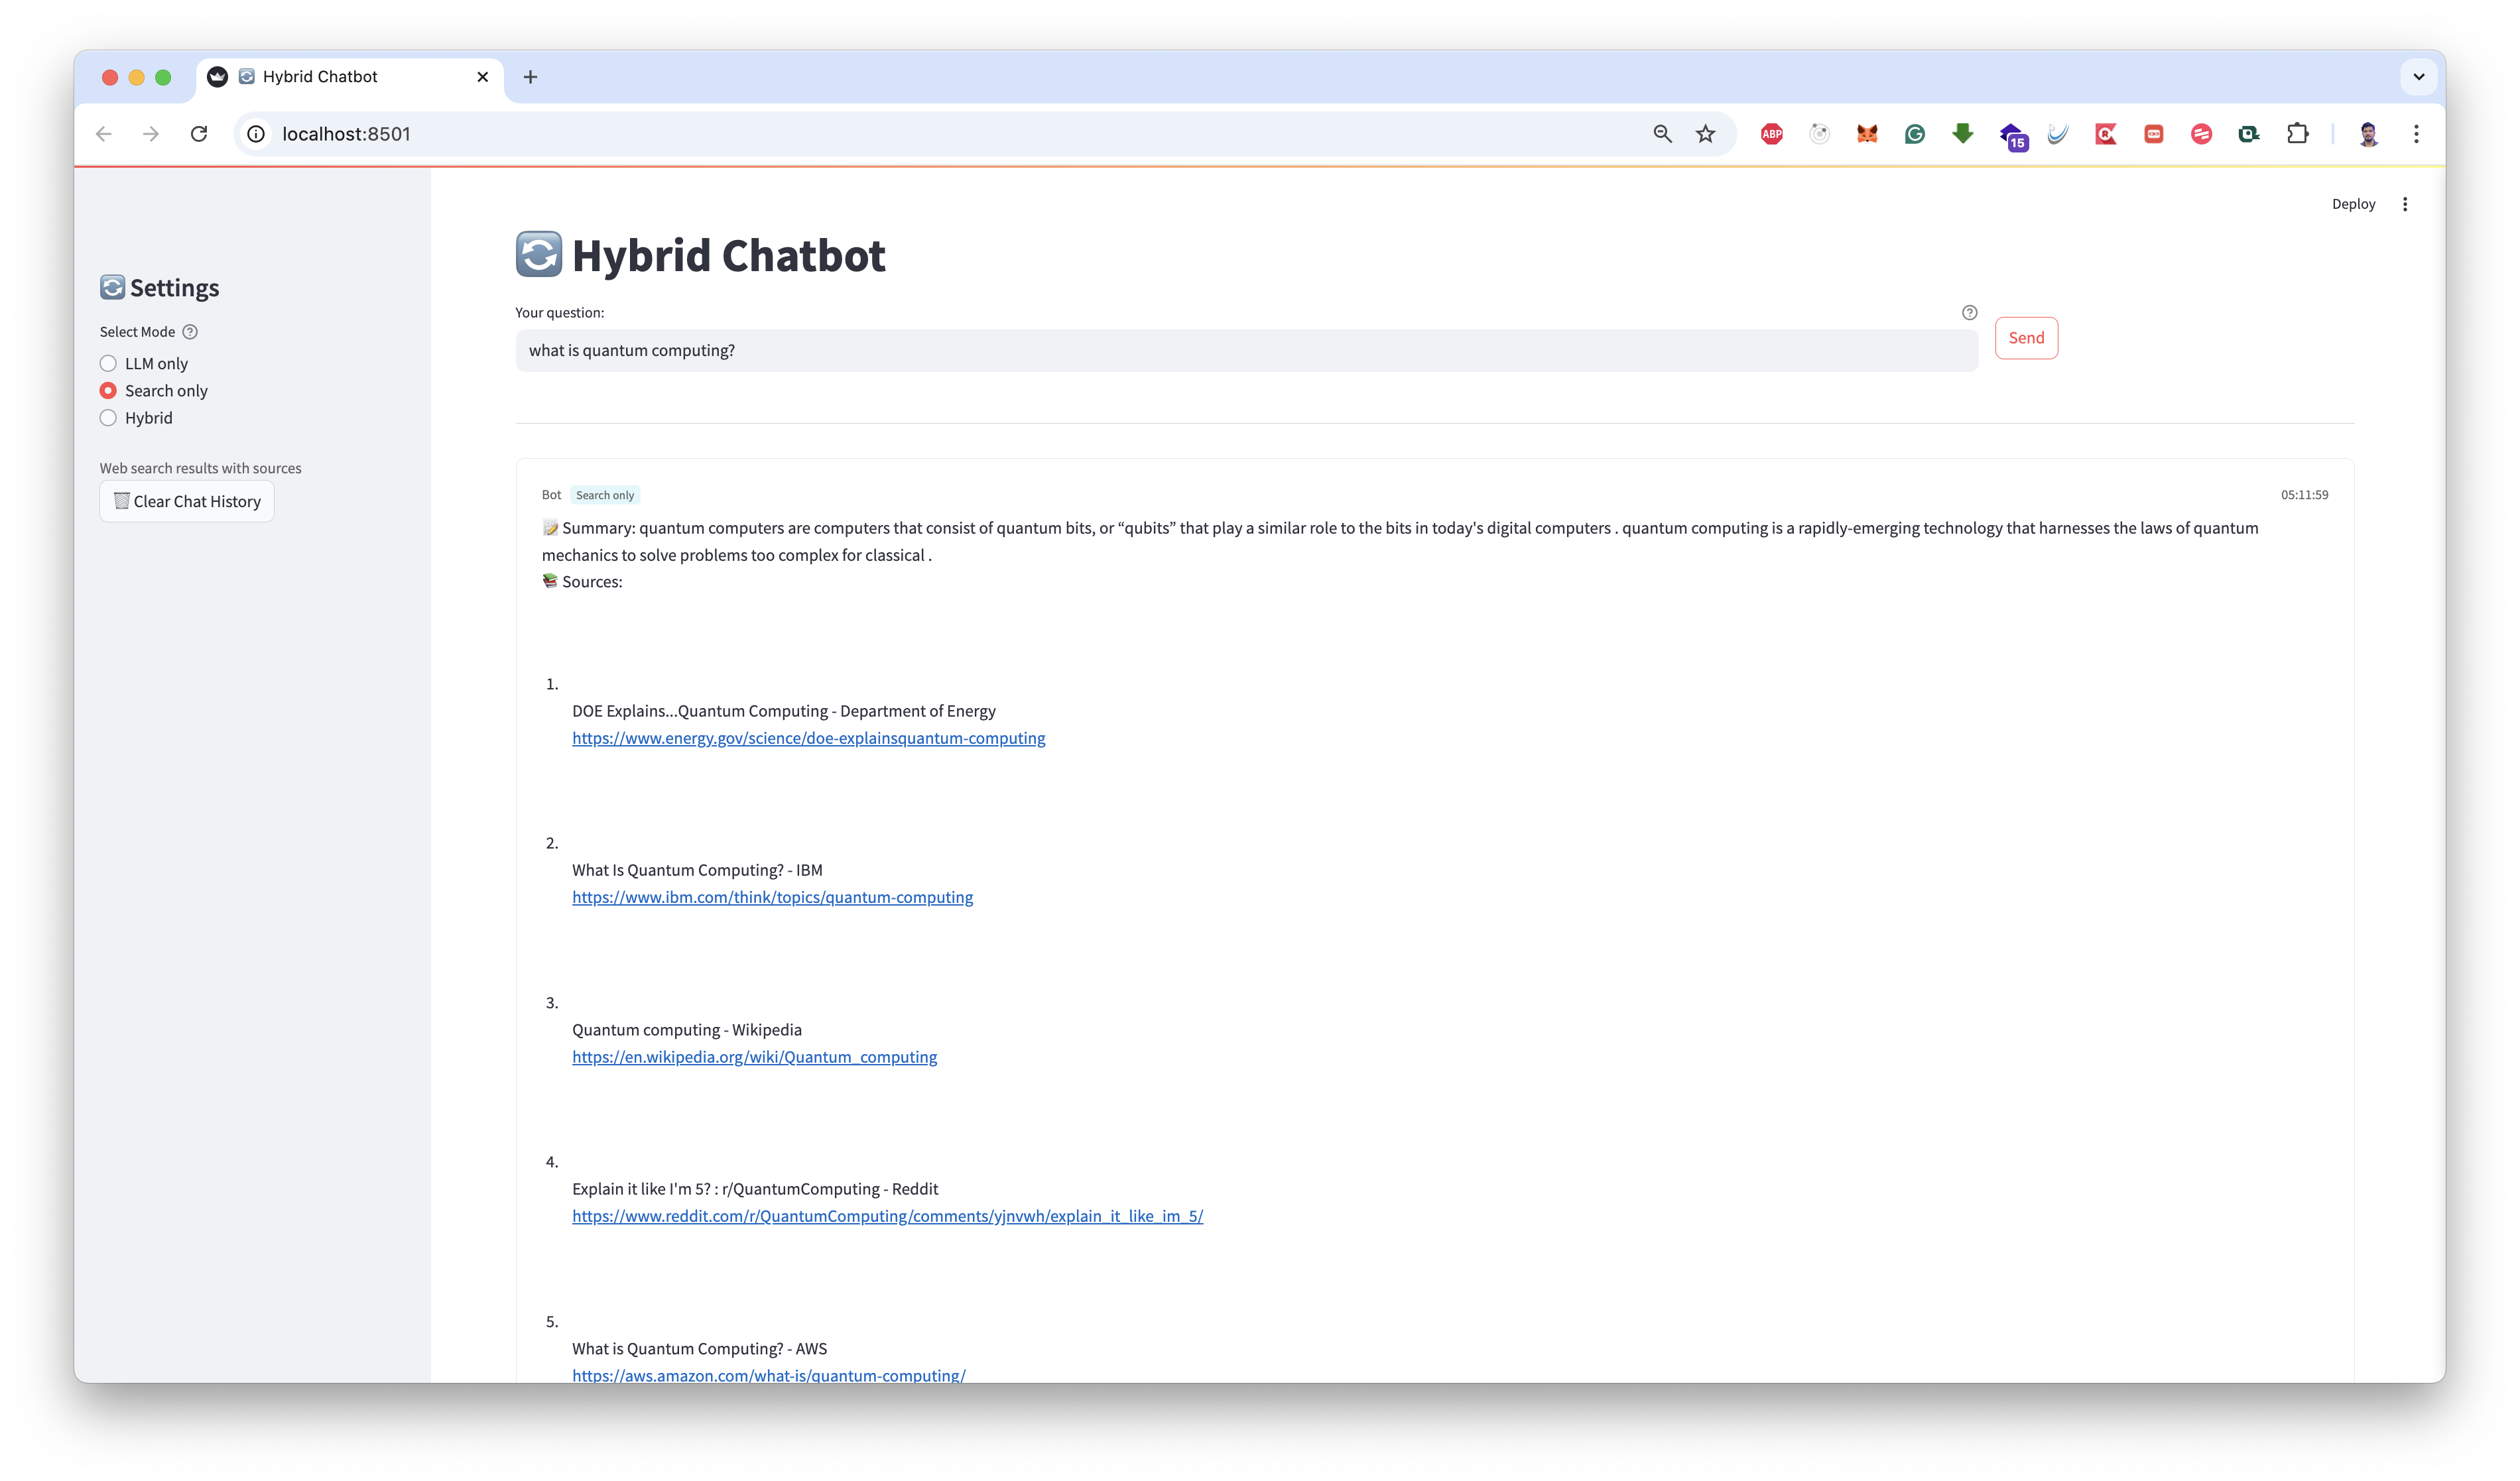 Hybrid Chatbot
localhost:8501
ABP
15
Deploy
Settings
Select Mode
LLM only
Search only
Hybrid
Web search results with sources
Clear Chat History
Hybrid Chatbot
Your question:
what is quantum computing?
Send
Bot Search only 05:11:59
📝 Summary: quantum computers are computers that consist of quantum bits, or “qubits” that play a similar role to the bits in today's digital computers . quantum computing is a rapidly-emerging technology that harnesses the laws of quantum
mechanics to solve problems too complex for classical .
📚 Sources:
1.
DOE Explains...Quantum Computing - Department of Energy
https://www.energy.gov/science/doe-explainsquantum-computing
2.
What Is Quantum Computing? - IBM
https://www.ibm.com/think/topics/quantum-computing
3.
Quantum computing - Wikipedia
https://en.wikipedia.org/wiki/Quantum_computing
4.
Explain it like I'm 5? : r/QuantumComputing - Reddit
https://www.reddit.com/r/QuantumComputing/comments/yjnvwh/explain_it_like_im_5/
5.
What is Quantum Computing? - AWS
https://aws.amazon.com/what-is/quantum-computing/